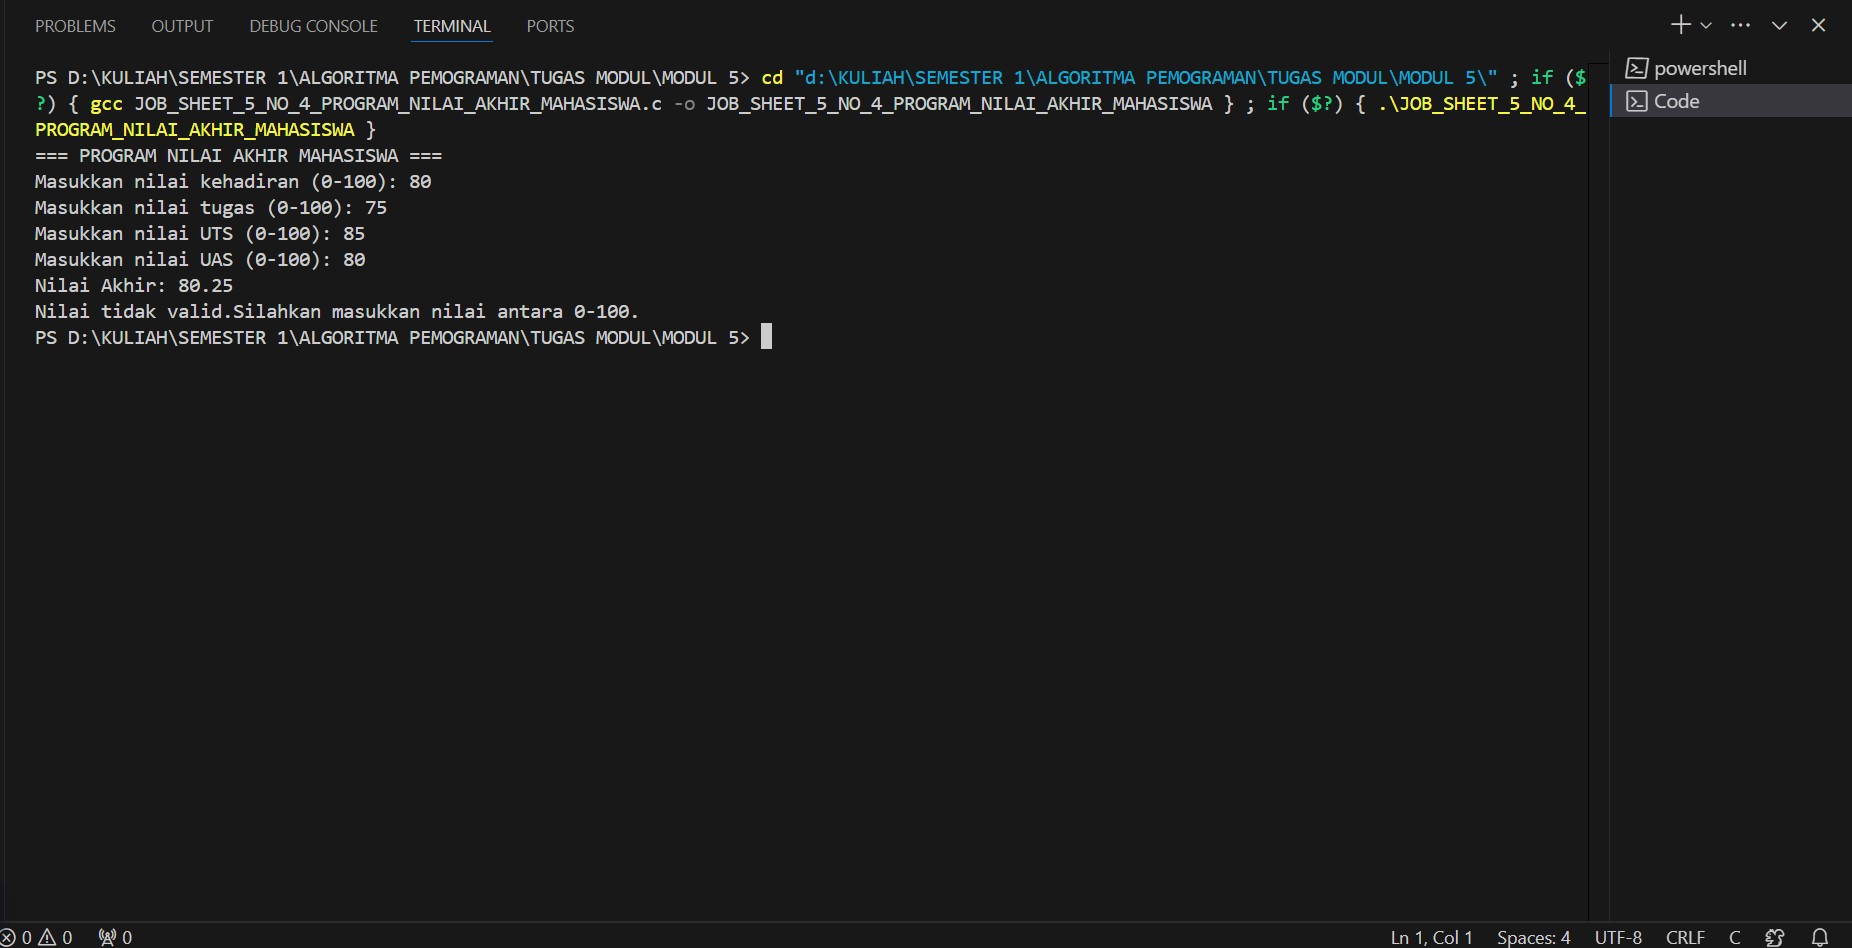 PROBLEMS OUTPUT DEBUG CONSOLE TERMINAL PORTS
PS D:\KULIAH\SEMESTER 1\ALGORITMA PEMOGRAMAN\TUGAS MODUL\MODUL 5> cd "d:\KULIAH\SEMESTER 1\ALGORITMA PEMOGRAMAN\TUGAS MODUL\MODUL 5\" ; if ($
?) { gcc JOB_SHEET_5_NO_4_PROGRAM_NILAI_AKHIR_MAHASISWA.c -o JOB_SHEET_5_NO_4_PROGRAM_NILAI_AKHIR_MAHASISWA } ; if ($?) { .\JOB_SHEET_5_NO_4_
PROGRAM_NILAI_AKHIR_MAHASISWA }
=== PROGRAM NILAI AKHIR MAHASISWA ===
Masukkan nilai kehadiran (0-100): 80
Masukkan nilai tugas (0-100): 75
Masukkan nilai UTS (0-100): 85
Masukkan nilai UAS (0-100): 80
Nilai Akhir: 80.25
Nilai tidak valid.Silahkan masukkan nilai antara 0-100.
PS D:\KULIAH\SEMESTER 1\ALGORITMA PEMOGRAMAN\TUGAS MODUL\MODUL 5>
powershell
Code
0 0 0 Ln 1, Col 1 Spaces: 4 UTF-8 CRLF C